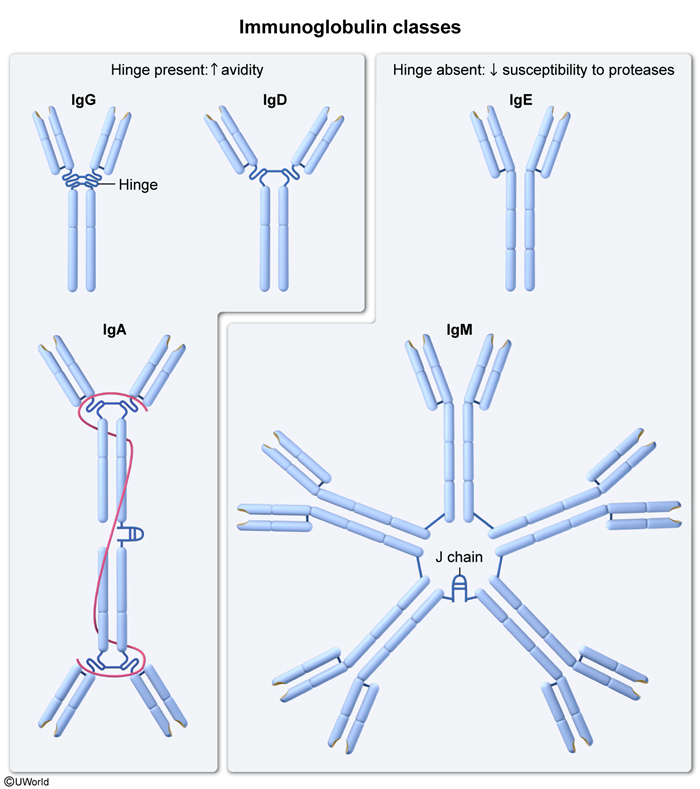 Immunoglobulin classes
Hinge present: ↑ avidity
Hinge absent: ↓ susceptibility to proteases
IgG
IgD
IgE
Hinge
IgA
IgM
J chain
©UWorld